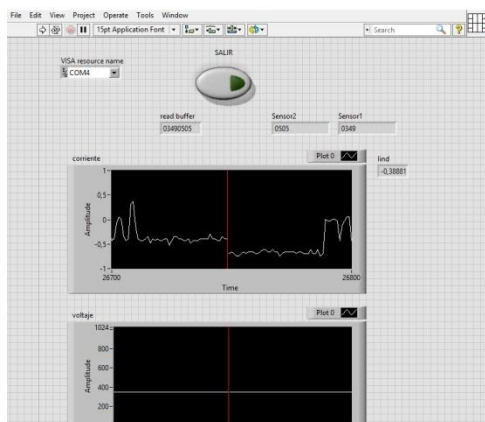 File Edit View Project Operate Tools Window
15pt Application Font
Search
SALIR
VISA resource name
COM4
read buffer
Sensor2
Sensor1
03490505
0505
0349
corriente
Plot 0
Iind
-0,38881
1-
0,5-
0-
-0,5-
-1-
Amplitude
26700
26800
Time
voltaje
Plot 0
1024
800-
600-
400-
200-
Amplitude